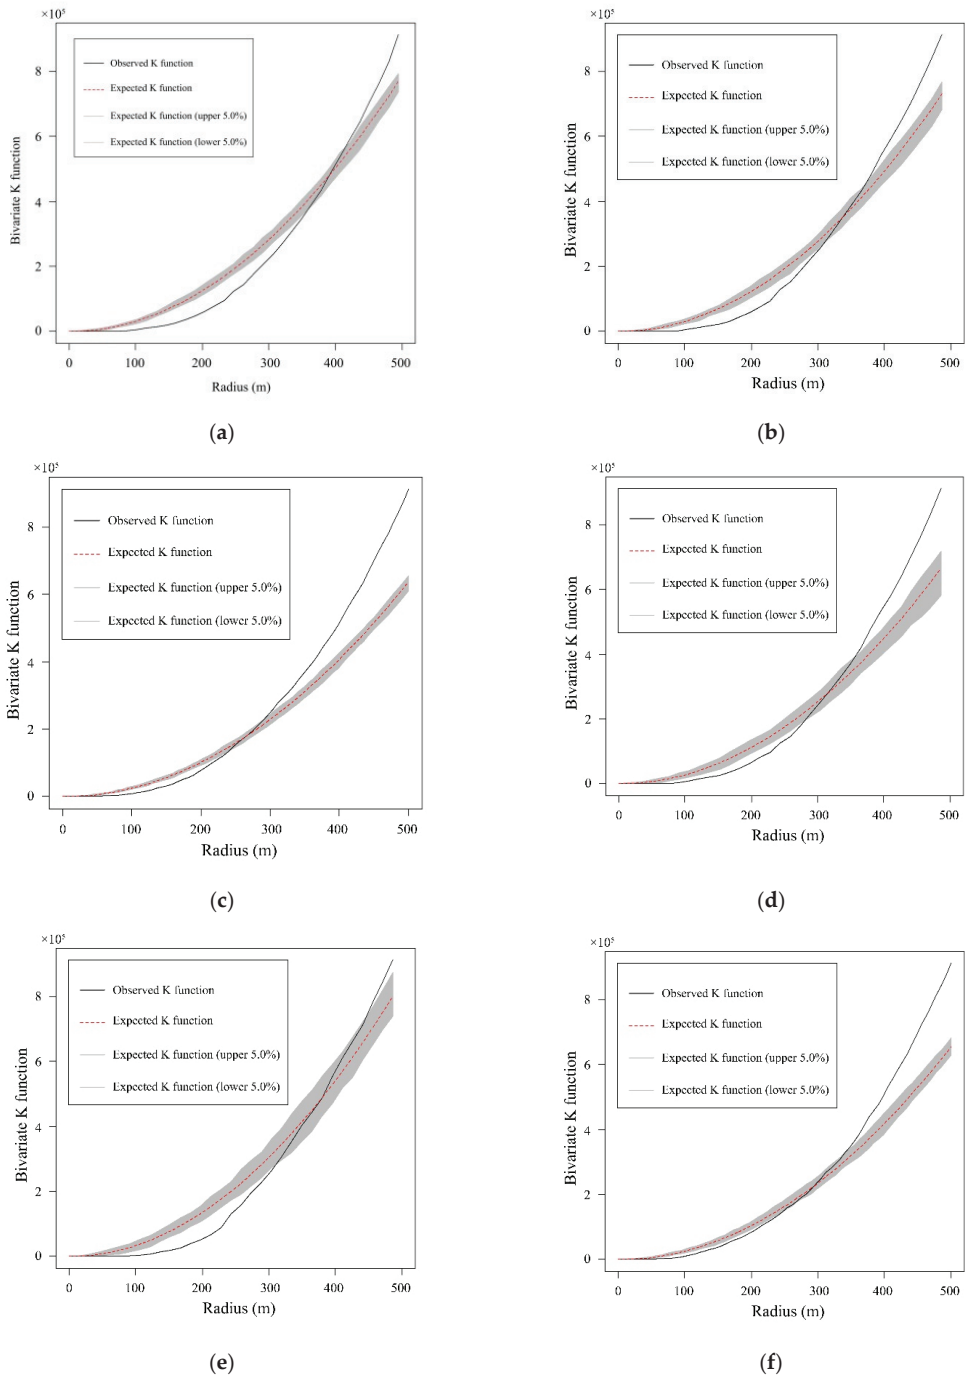 ×10⁵
Observed K function
Expected K function
Expected K function (upper 5.0%)
Expected K function (lower 5.0%)
Bivariate K function
8
6
4
2
0
0 100 200 300 400 500
Radius (m)
(a)
×10⁵
Observed K function
Expected K function
Expected K function (upper 5.0%)
Expected K function (lower 5.0%)
Bivariate K function
8
6
4
2
0
0 100 200 300 400 500
Radius (m)
(b)
×10⁵
Observed K function
Expected K function
Expected K function (upper 5.0%)
Expected K function (lower 5.0%)
Bivariate K function
8
6
4
2
0
0 100 200 300 400 500
Radius (m)
(c)
×10⁵
Observed K function
Expected K function
Expected K function (upper 5.0%)
Expected K function (lower 5.0%)
Bivariate K function
8
6
4
2
0
0 100 200 300 400 500
Radius (m)
(d)
×10⁵
Observed K function
Expected K function
Expected K function (upper 5.0%)
Expected K function (lower 5.0%)
Bivariate K function
8
6
4
2
0
0 100 200 300 400 500
Radius (m)
(e)
×10⁵
Observed K function
Expected K function
Expected K function (upper 5.0%)
Expected K function (lower 5.0%)
Bivariate K function
8
6
4
2
0
0 100 200 300 400 500
Radius (m)
(f)